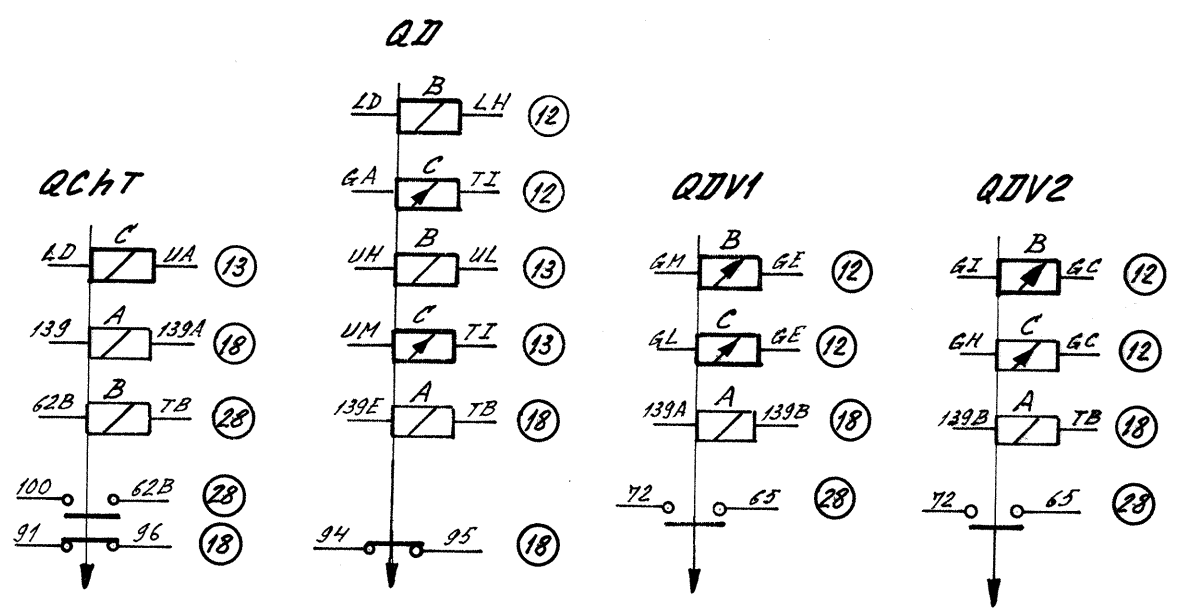 QD
B
LD LH 12
C
GA TI 12
B
UH UL 13
C
UM TI 13
A
139E TB 18
94 95 18
QChT
C
LD UA 13
A
139 139A 18
B
62B TB 28
100 62B 28
91 96 18
QDV1
B
GM GE 12
C
GL GE 12
A
139A 139B 18
72 65 28
QDV2
B
GI GC 12
C
GH GC 12
A
139B TB 18
72 65 28